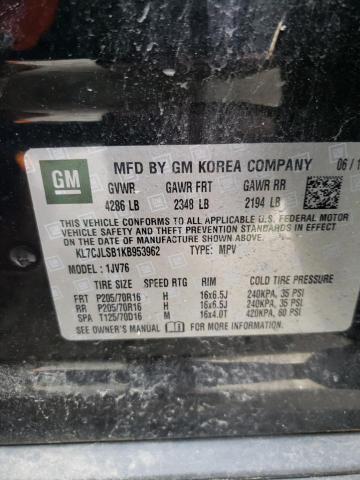 GM
MFD BY GM KOREA COMPANY 06/1
GVWR GAWR FRT GAWR RR
4286 LB 2348 LB 2194 LB
THIS VEHICLE CONFORMS TO ALL APPLICABLE U.S. FEDERAL MOTOR
VEHICLE SAFETY, BUMPER, AND THEFT
PREVENTION STANDARDS IN EFFECT ON THE DATE OF MANUFACTURE SHOWN ABOVE.
KL7CJLSB1KB953962 TYPE: MPV
MODEL: 1JV76
TIRE SIZE SPEED RTG RIM COLD TIRE PRESSURE
FRT P205/70R16 H 16x6.5J 240KPA, 35 PSI
RR P205/70R16 H 16x6.5J 240KPA, 35 PSI
SPA T125/70D16 M 16x4.0T 420KPA, 60 PSI
SEE OWNER'S MANUAL FOR ADDITIONAL INFORMATION.